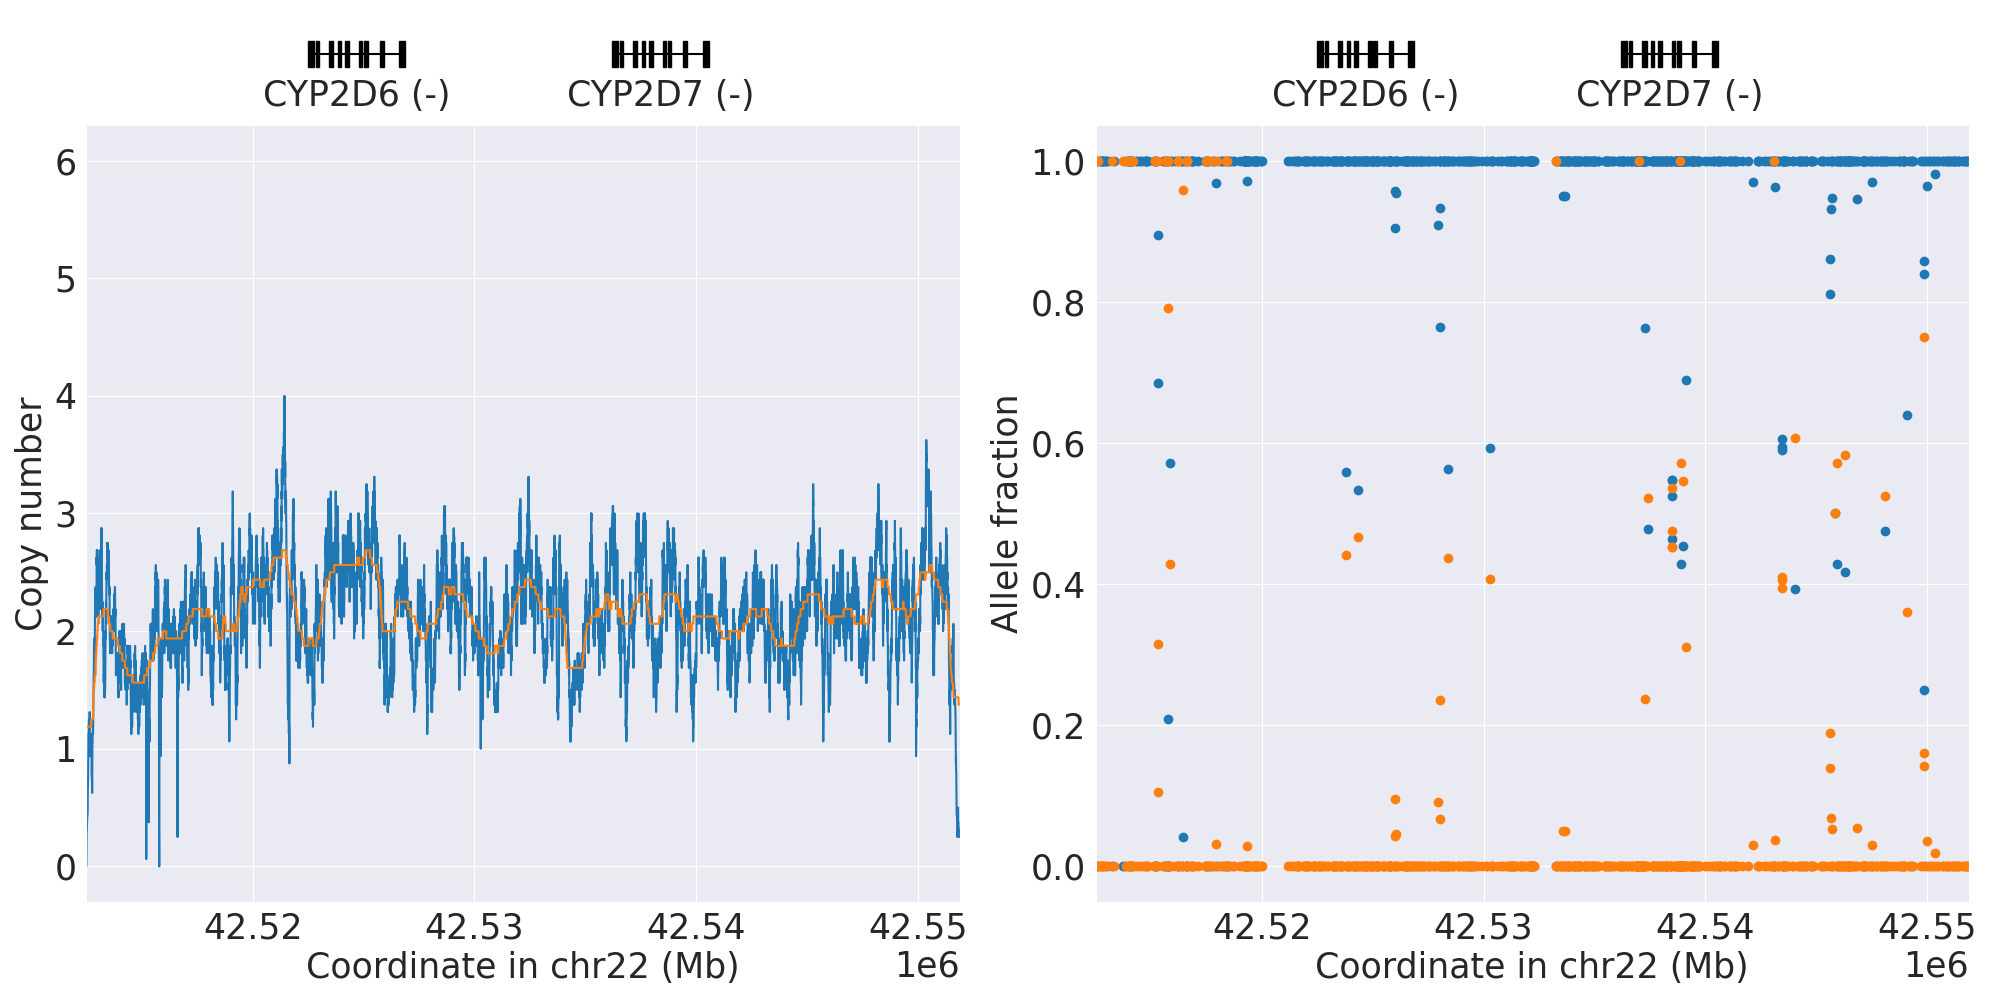 CYP2D6 (-)
CYP2D7 (-)
6
5
4
3
2
1
0
Copy number
42.52
42.53
42.54
42.55
Coordinate in chr22 (Mb)
1e6
CYP2D6 (-)
CYP2D7 (-)
1.0
0.8
0.6
0.4
0.2
0.0
Allele fraction
42.52
42.53
42.54
42.55
Coordinate in chr22 (Mb)
1e6